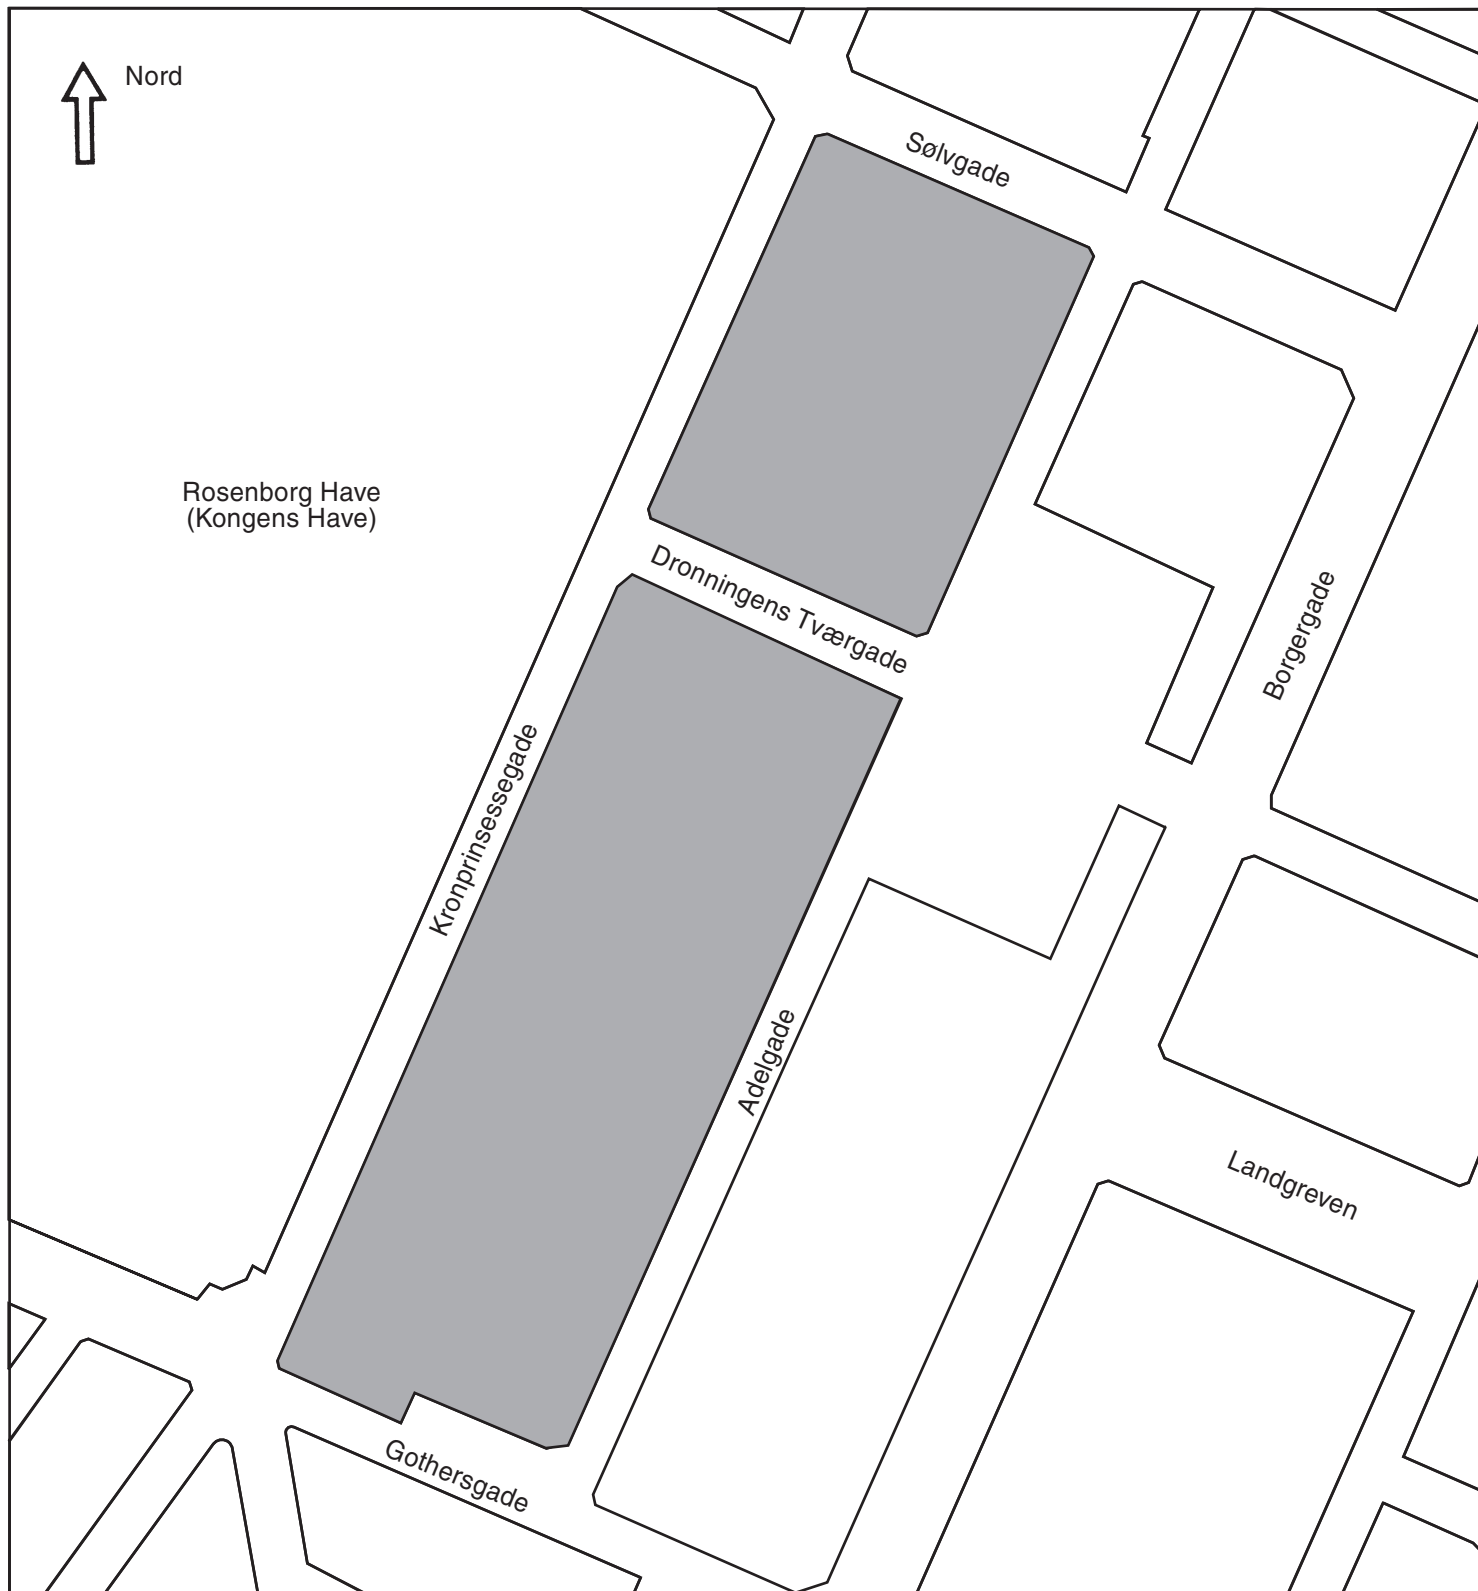 Nord
Sølvgade
Rosenborg Have
(Kongens Have)
Dronningens Tværgade
Borgergade
Kronprinsessegade
Adelgade
Landgreven
Gothersgade